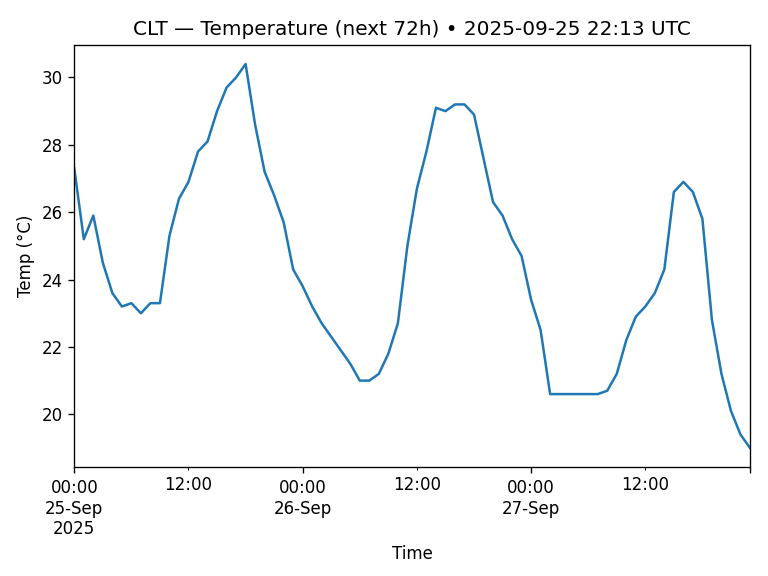 CLT — Temperature (next 72h) • 2025-09-25 22:13 UTC
30
28
26
24
22
20
Temp (°C)
00:00 12:00 00:00 12:00 00:00 12:00
25-Sep 26-Sep 27-Sep
2025
Time